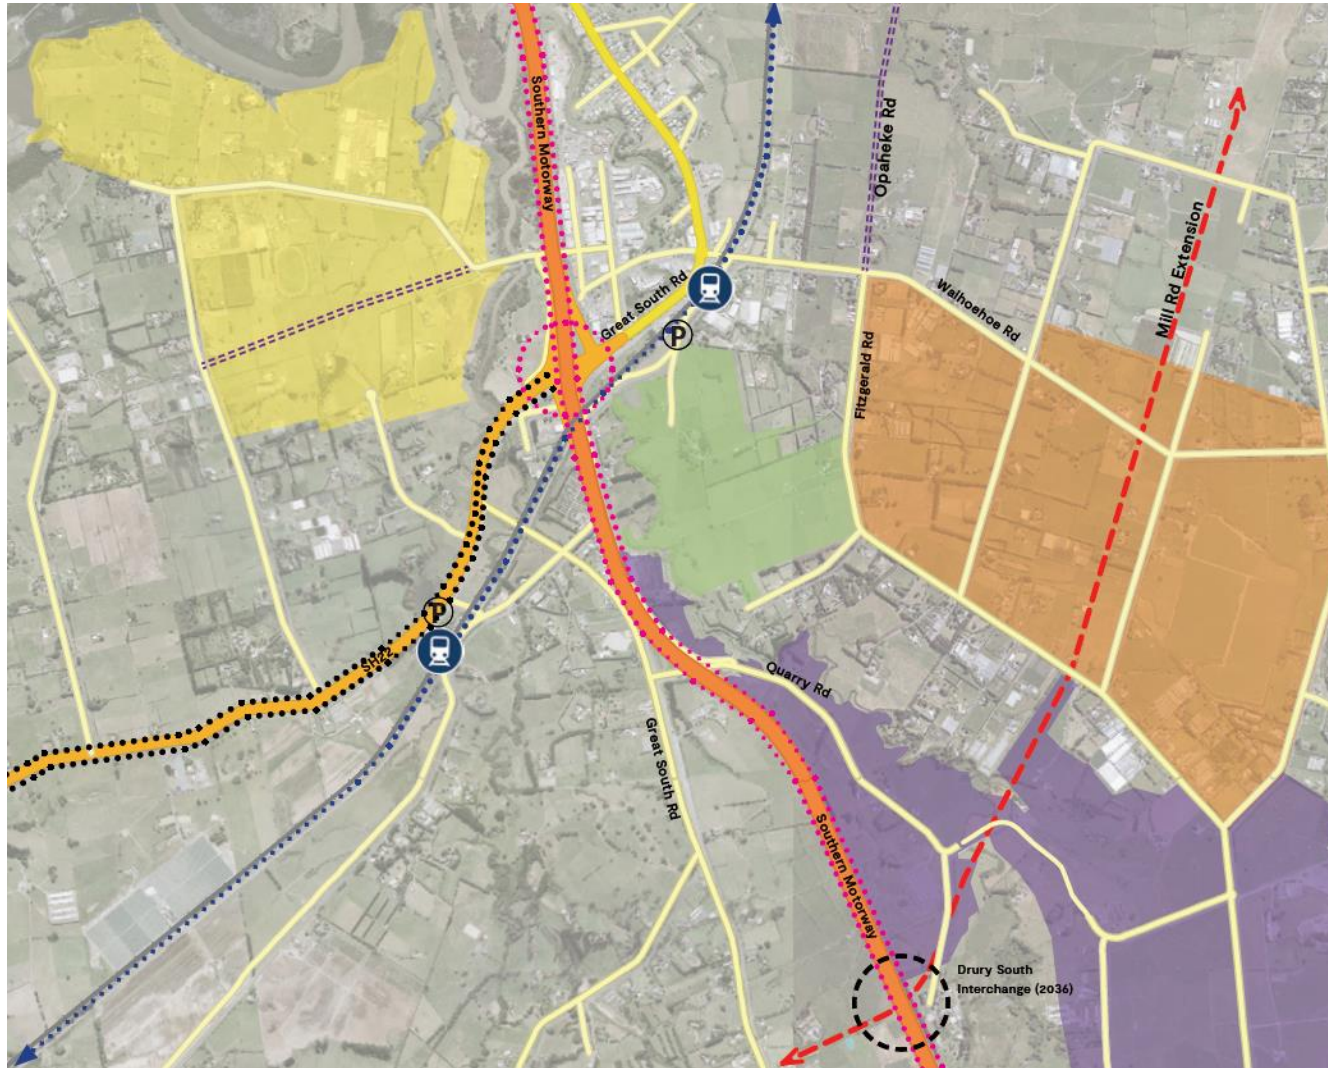 Southern Motorway
Opaheke Rd
Mill Rd Extension
Great South Rd
P
Waihoehoe Rd
Fitzgerald Rd
P
SH22
Quarry Rd
Great South Rd
Southern Motorway
Drury South
Interchange (2036)